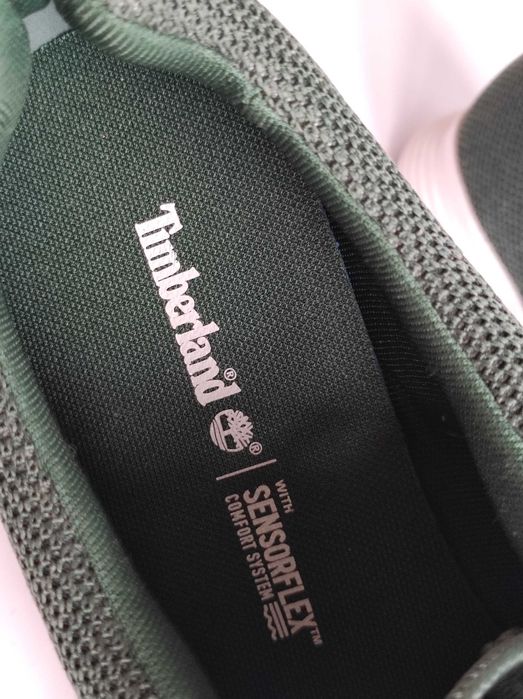 Timberland®
®
WITH
SENSORFLEX™
COMFORT SYSTEM